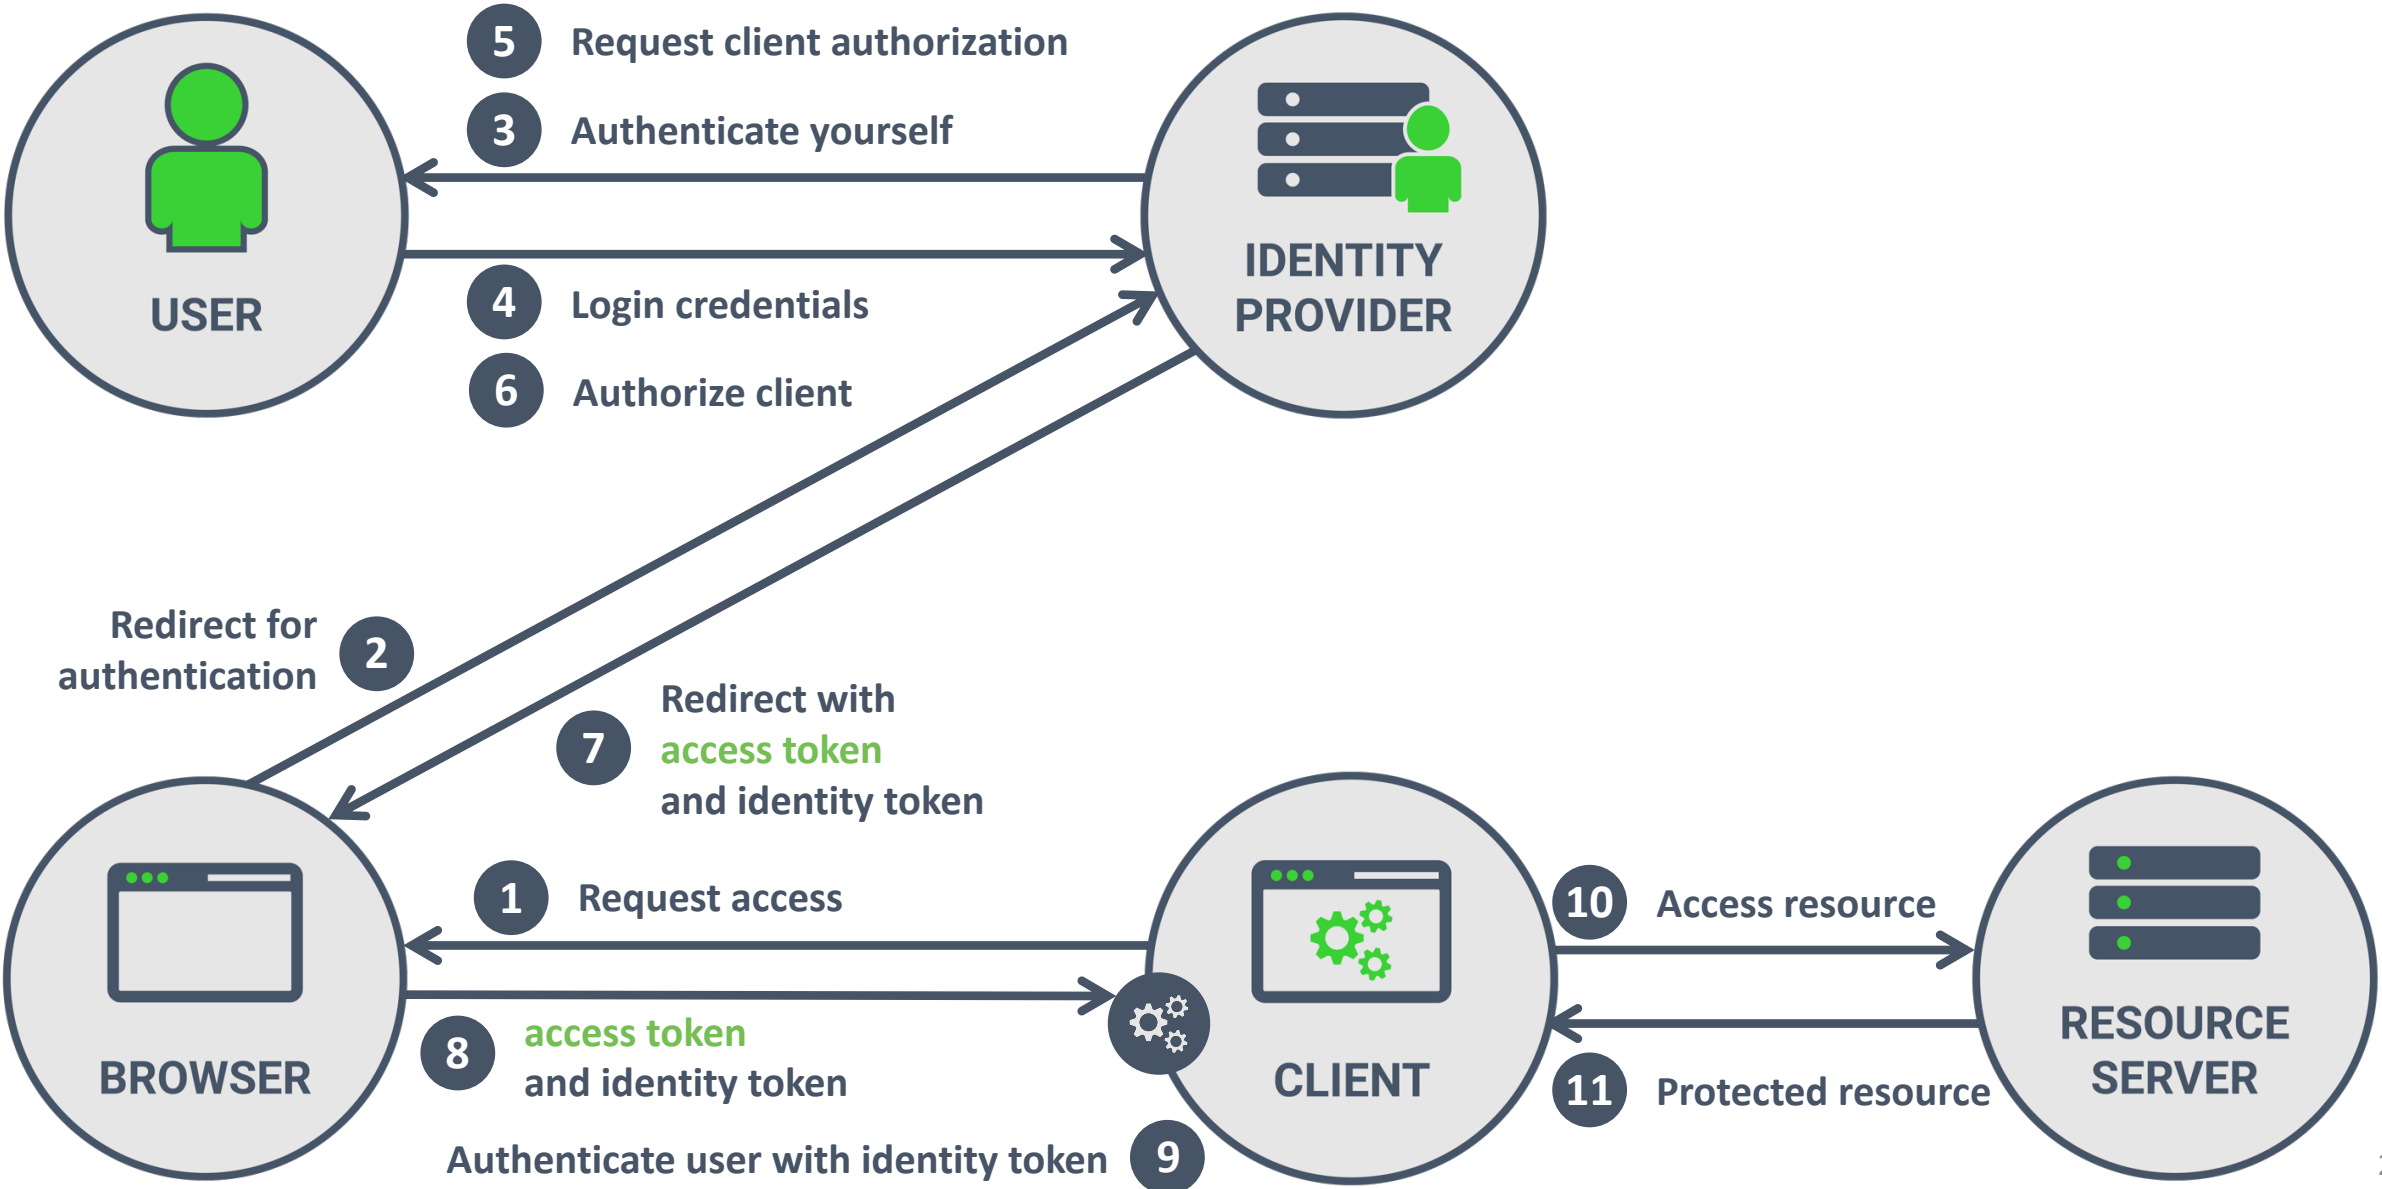 5 Request client authorization
3 Authenticate yourself
USER
4 Login credentials
6 Authorize client
IDENTITY
PROVIDER
Redirect for
authentication
2
7
Redirect with
access token
and identity token
1 Request access
8
access token
and identity token
BROWSER
CLIENT
Authenticate user with identity token 9
10 Access resource
11 Protected resource
RESOURCE
SERVER